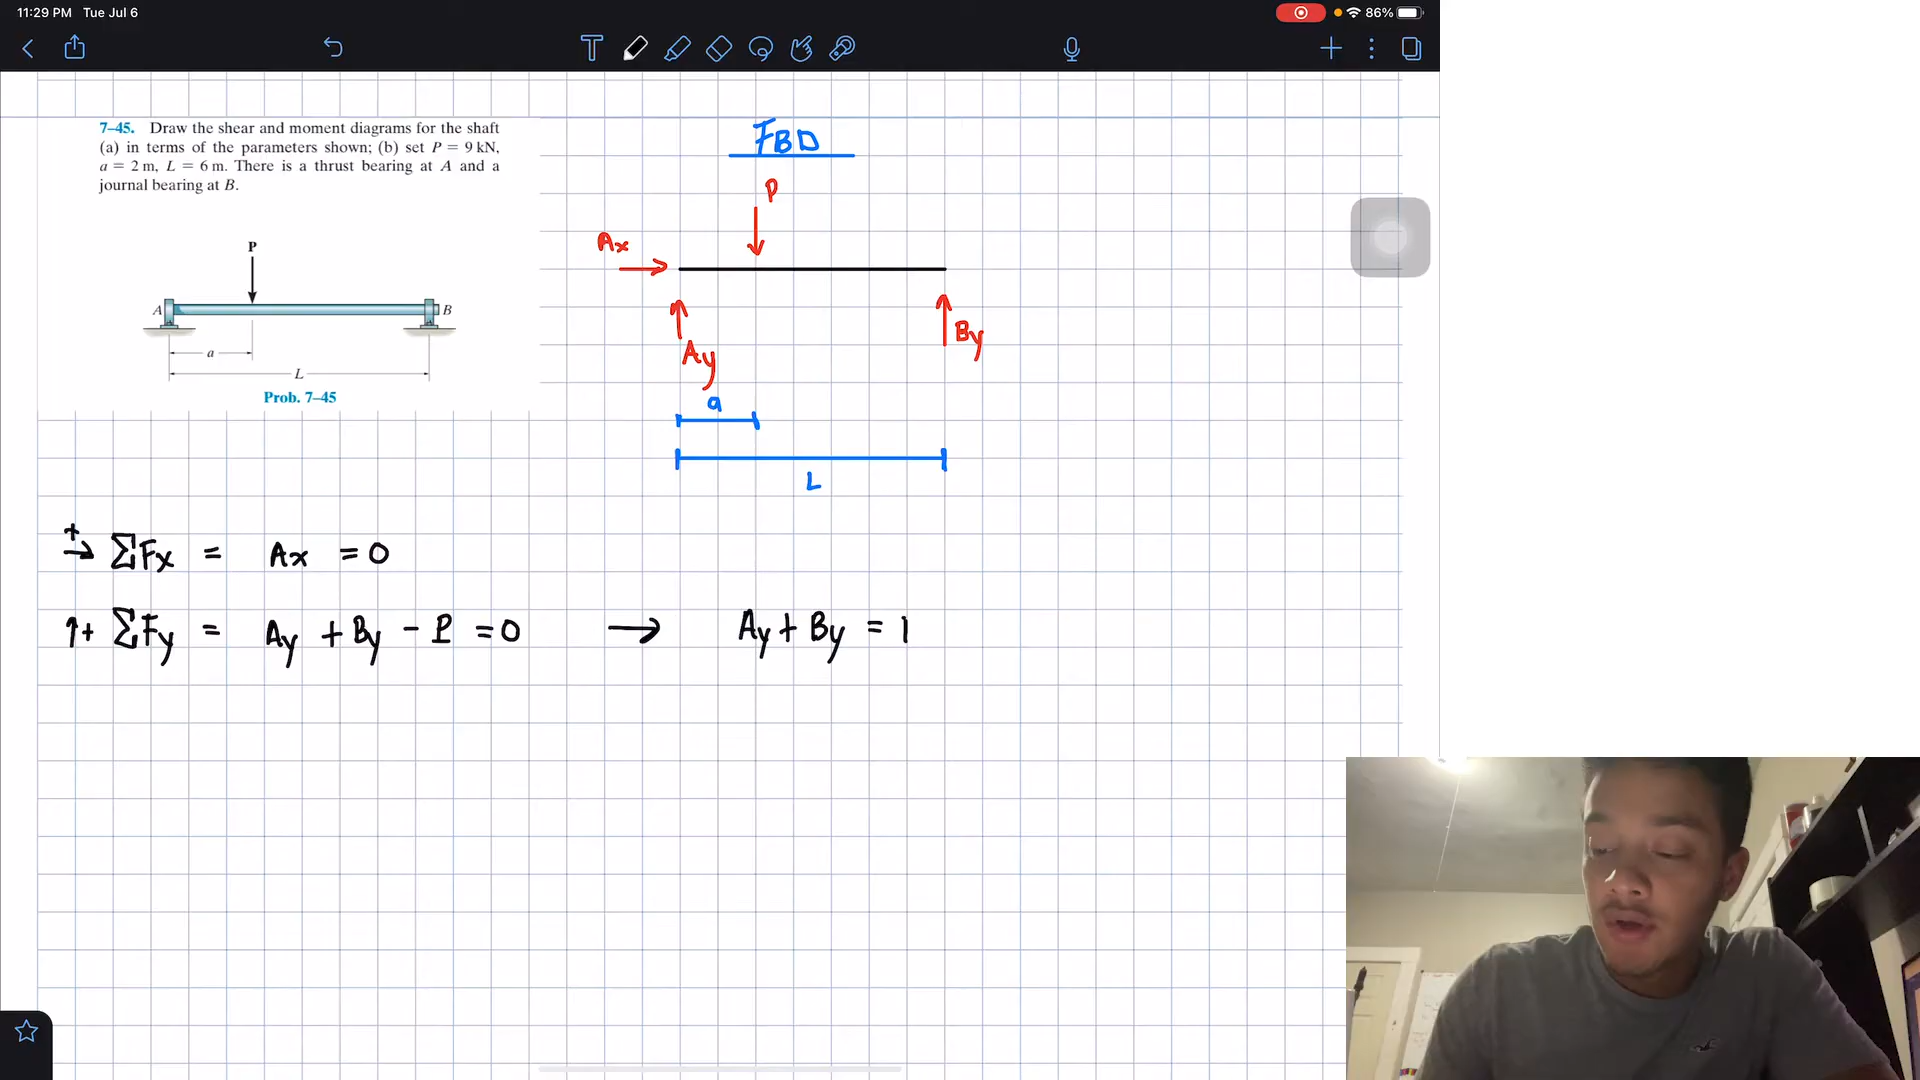 11:29 PM Tue Jul 6
86%
7–45. Draw the shear and moment diagrams for the shaft
(a) in terms of the parameters shown; (b) set P = 9 kN,
a = 2 m, L = 6 m. There is a thrust bearing at A and a
journal bearing at B.
P
A
B
a
L
Prob. 7–45
FBD
P
Ax
Ay
By
a
L
+→ ΣFx = Ax = 0
↑+ ΣFy = Ay + By - P = 0 → Ay + By = 1